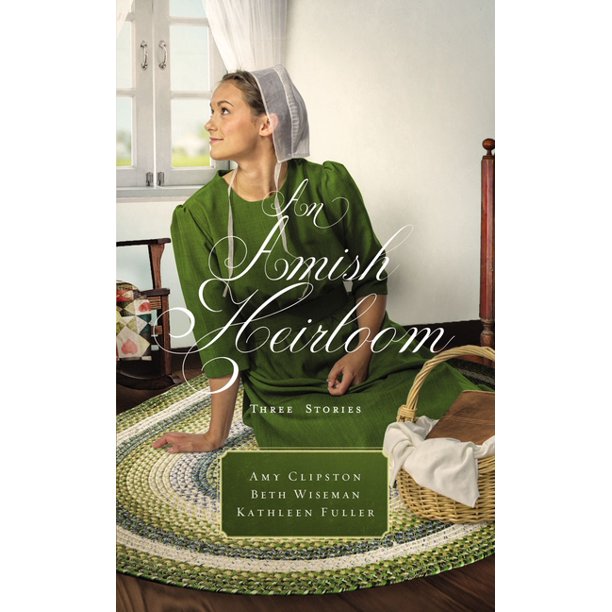 An
Amish
Heirloom
Three Stories
Amy Clipston
Beth Wiseman
Kathleen Fuller